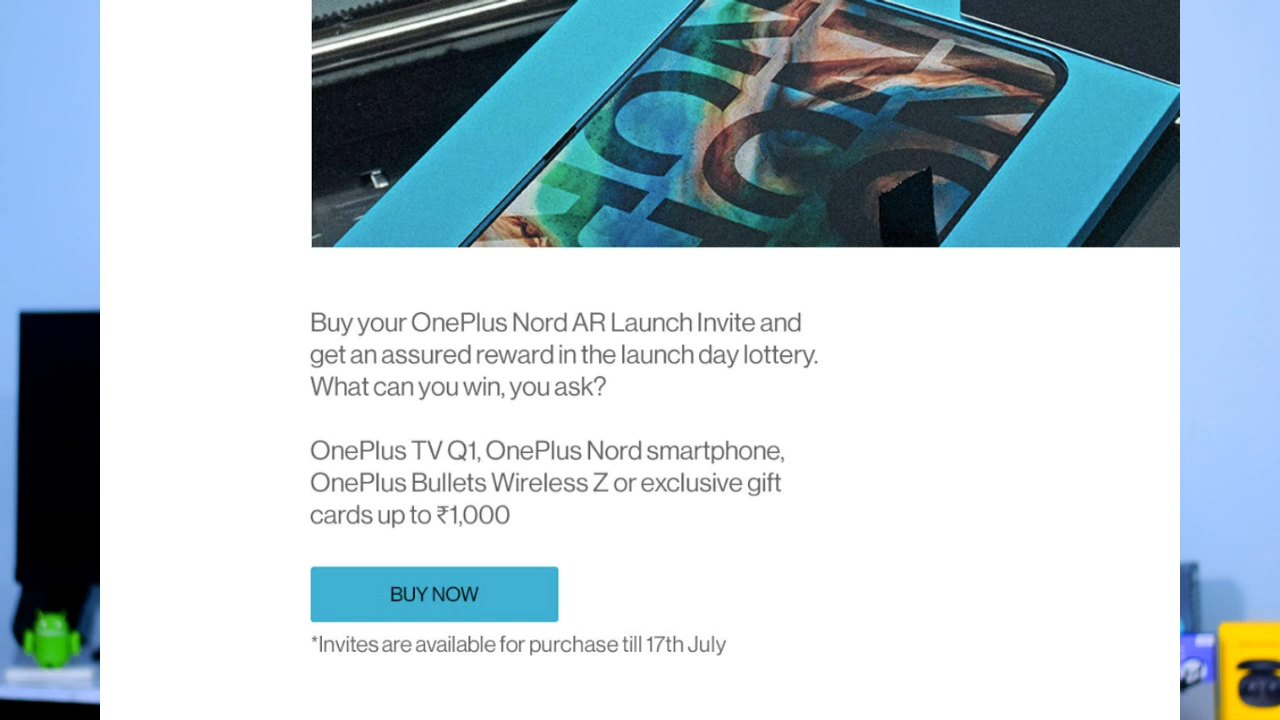 Buy your OnePlus Nord AR Launch Invite and
get an assured reward in the launch day lottery.
What can you win, you ask?
OnePlus TV Q1, OnePlus Nord smartphone,
OnePlus Bullets Wireless Z or exclusive gift
cards up to ₹1,000
BUY NOW
*Invites are available for purchase till 17th July